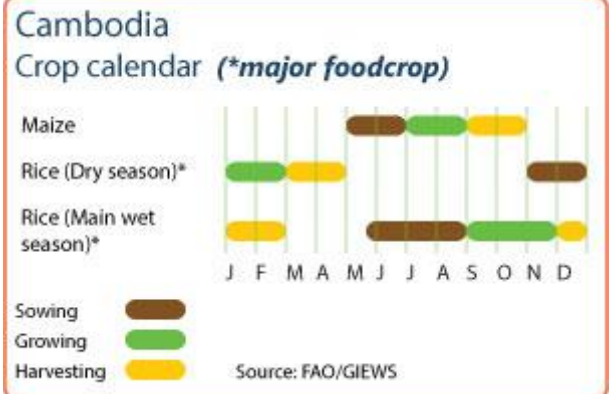 Cambodia
Crop calendar (*major foodcrop)
Maize
Rice (Dry season)*
Rice (Main wet
season)*
J F M A M J J A S O N D
Sowing
Growing
Harvesting
Source: FAO/GIEWS